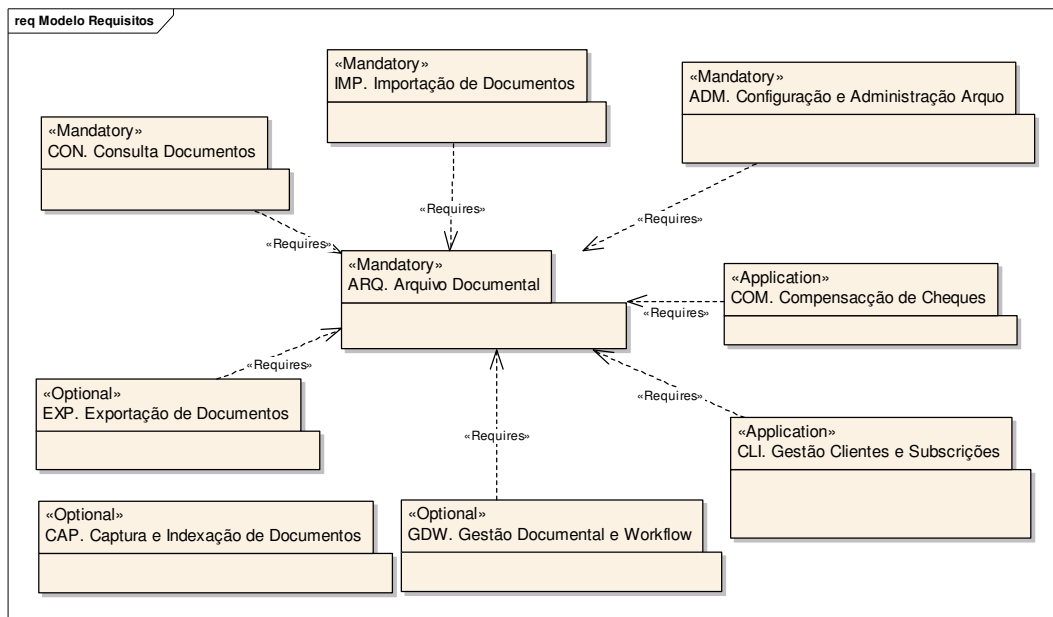 req Modelo Requisitos
«Mandatory»
IMP. Importação de Documentos
«Mandatory»
ADM. Configuração e Administração Arquo
«Mandatory»
CON. Consulta Documentos
«Requires»
«Requires»
«Requires»
«Mandatory»
ARQ. Arquivo Documental
«Application»
COM. Compensacção de Cheques
«Requires»
«Requires»
«Optional»
EXP. Exportação de Documentos
«Requires»
«Application»
CLI. Gestão Clientes e Subscrições
«Requires»
«Optional»
CAP. Captura e Indexação de Documentos
«Optional»
GDW. Gestão Documental e Workflow